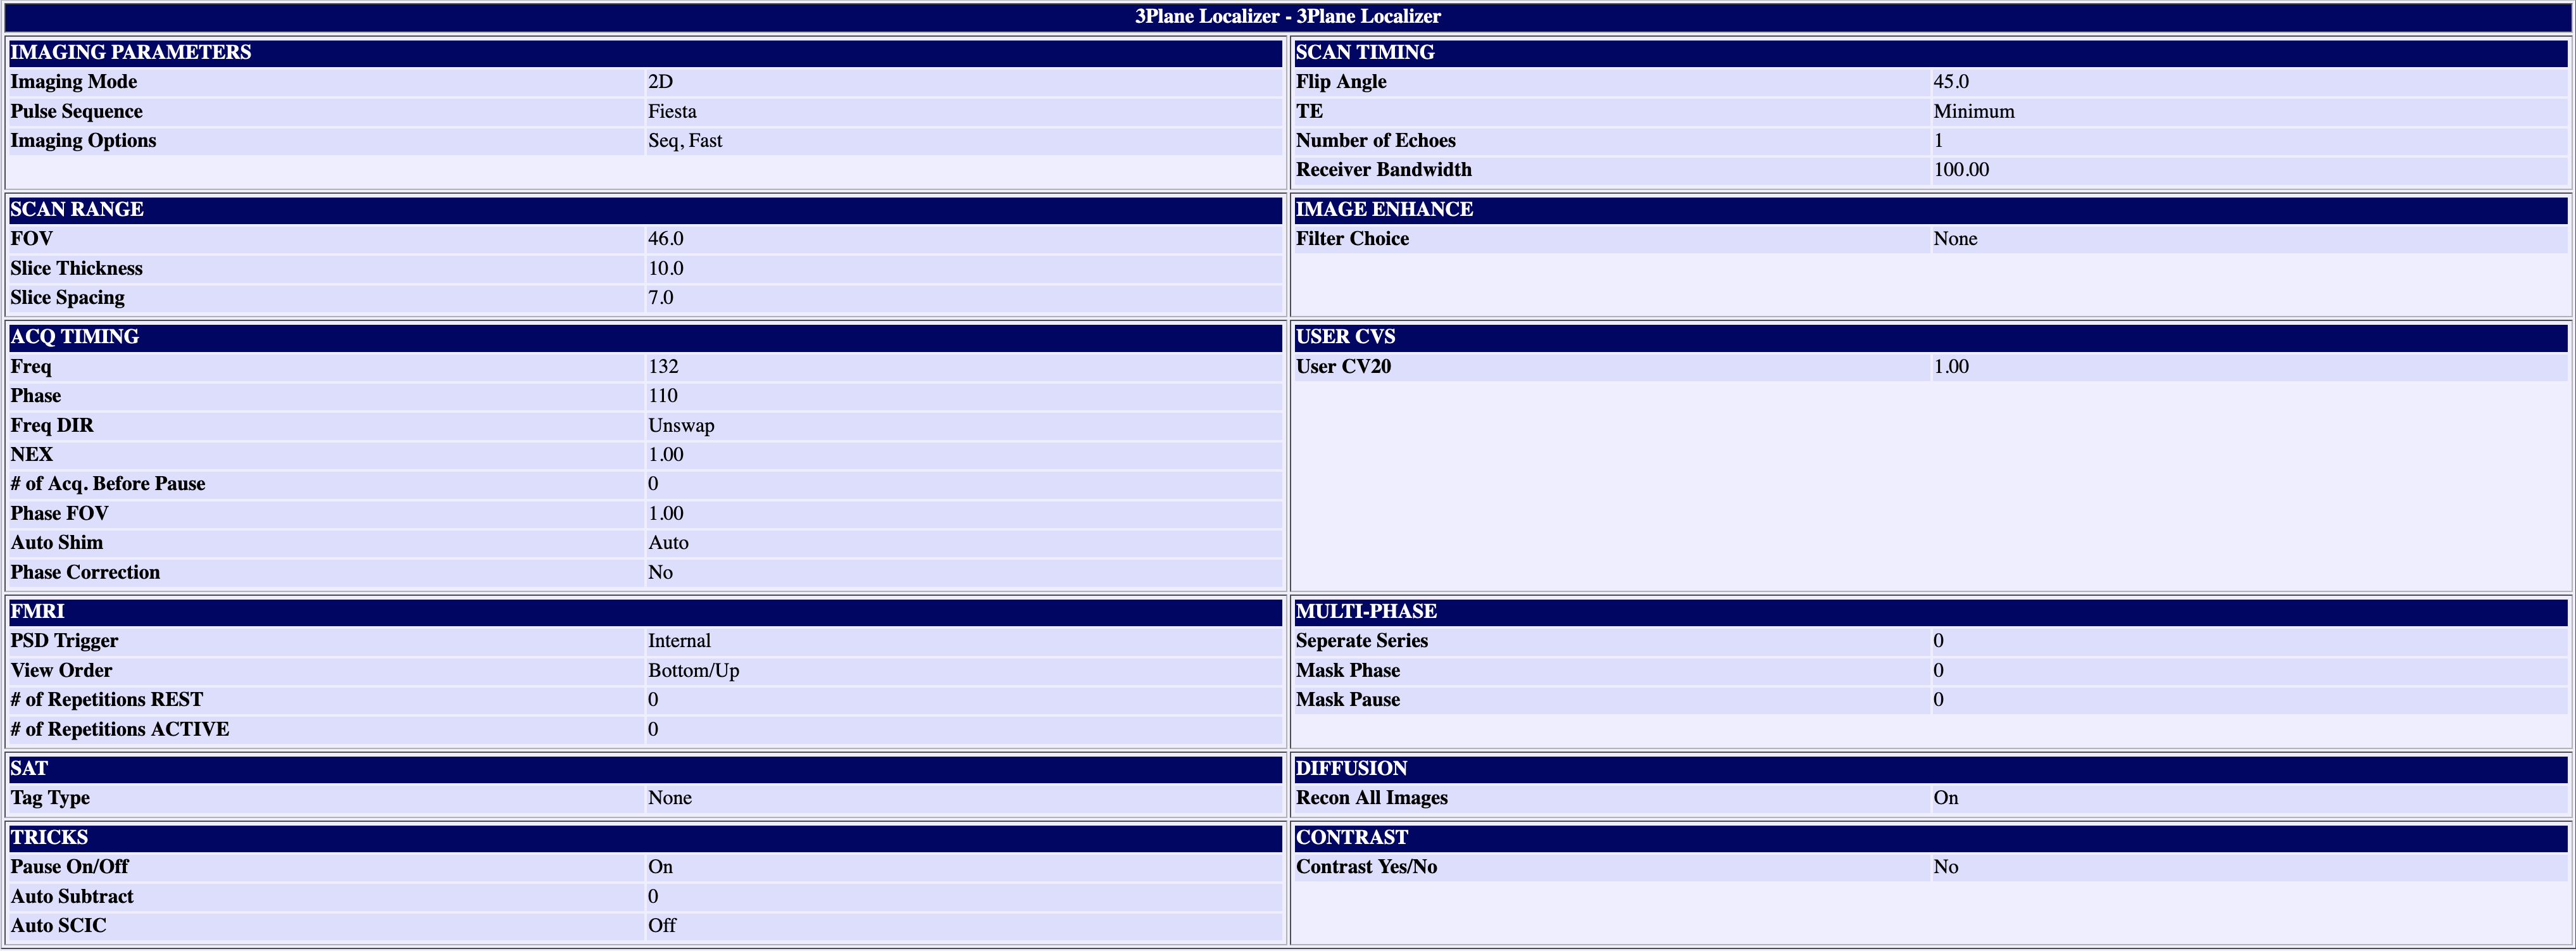 3Plane Localizer - 3Plane Localizer
IMAGING PARAMETERS
Imaging Mode 2D
Pulse Sequence Fiesta
Imaging Options Seq, Fast
SCAN TIMING
Flip Angle 45.0
TE Minimum
Number of Echoes 1
Receiver Bandwidth 100.00
SCAN RANGE
FOV 46.0
Slice Thickness 10.0
Slice Spacing 7.0
IMAGE ENHANCE
Filter Choice None
ACQ TIMING
Freq 132
Phase 110
Freq DIR Unswap
NEX 1.00
# of Acq. Before Pause 0
Phase FOV 1.00
Auto Shim Auto
Phase Correction No
USER CVS
User CV20 1.00
FMRI
PSD Trigger Internal
View Order Bottom/Up
# of Repetitions REST 0
# of Repetitions ACTIVE 0
MULTI-PHASE
Seperate Series 0
Mask Phase 0
Mask Pause 0
SAT
Tag Type None
DIFFUSION
Recon All Images On
TRICKS
Pause On/Off On
Auto Subtract 0
Auto SCIC Off
CONTRAST
Contrast Yes/No No